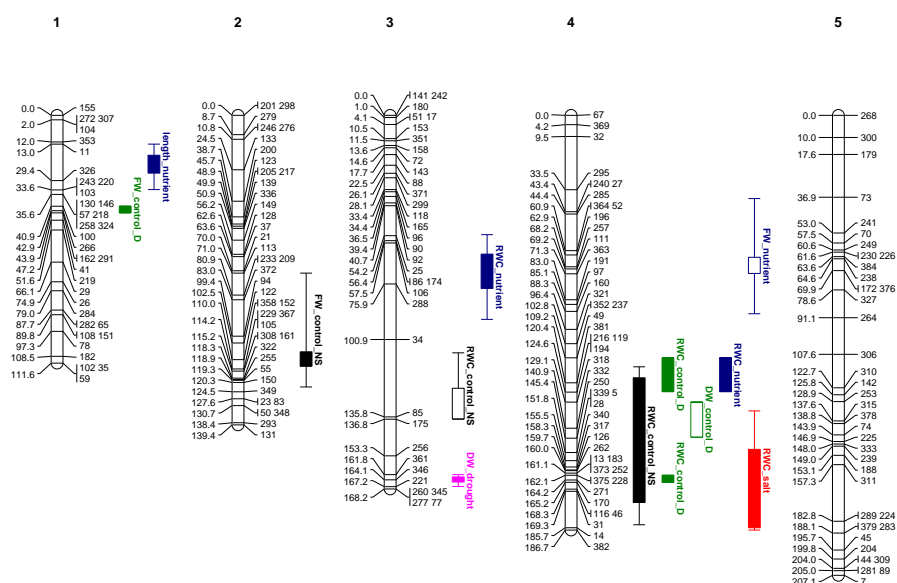 1
2
3
4
5
0.0 155
2.0 272 307
104
12.0 353
13.0 11
29.4 326
33.6 243 220
103
35.6 130 146
57 218
258 324
40.9 100
42.9 266
43.9 162 291
47.2 41
51.6 219
66.1 29
74.9 26
79.0 284
87.7 282 65
89.8 108 151
97.3 78
108.5 182
111.6 102 35
59
length_nutrient
FW_control_D
0.0 201 298
8.7 279
10.8 246 276
24.5 133
38.7 200
45.7 123
48.9 205 217
49.9 139
50.9 336
56.2 149
62.6 128
63.6 37
70.0 21
71.0 233 209
80.9 372
83.0 94
99.4 122
102.5 358 152
110.0 229 367
114.2 105
115.2 308 161
118.3 322
118.9 255
119.3 55
120.3 150
124.5 349
127.6 23 83
130.7 50 348
138.4 293
139.4 131
FW_control_NS
0.0 141 242
1.0 180
4.1 51 17
10.5 153
11.5 351
13.6 158
14.6 72
17.7 143
22.5 88
26.1 371
28.1 299
33.4 118
34.4 165
36.5 96
39.4 90
40.7 92
54.2 25
56.4 86 174
57.5 106
75.9 288
100.9 34
135.8 85
136.8 175
153.3 256
161.8 361
164.1 346
167.2 221
168.2 260 345
277 77
RWC_nutrient
RWC_control_NS
DW_drought
0.0 67
4.2 369
9.5 32
33.5 295
43.4 240 27
44.4 285
60.9 364 52
62.9 196
68.2 257
69.2 111
71.3 363
83.0 191
85.1 97
88.3 160
96.4 321
102.8 352 237
109.2 49
120.4 381
124.6 216 119
194
129.1 318
140.9 332
145.4 250
151.8 339 5
28
155.5 340
158.3 317
159.7 126
160.0 262
161.1 13 183
373 252
162.1 375 228
164.2 271
165.2 170
168.3 116 46
169.3 31
185.7 14
186.7 382
RWC_control_NS
RWC_control_D
RWC_control_D
DW_control_D
RWC_nutrient
FW_nutrient
RWC_salt
0.0 268
10.0 300
17.6 179
36.9 73
53.0 241
57.5 70
60.6 249
61.6 230 226
63.6 384
64.6 238
69.9 172 376
78.6 327
91.1 264
107.6 306
122.7 310
125.8 142
128.9 253
137.6 315
138.8 378
143.9 74
146.9 225
148.0 333
149.0 239
153.1 188
157.3 311
182.8 289 224
188.1 379 283
195.7 45
199.8 204
204.0 44 309
205.0 281 89
207.1 7